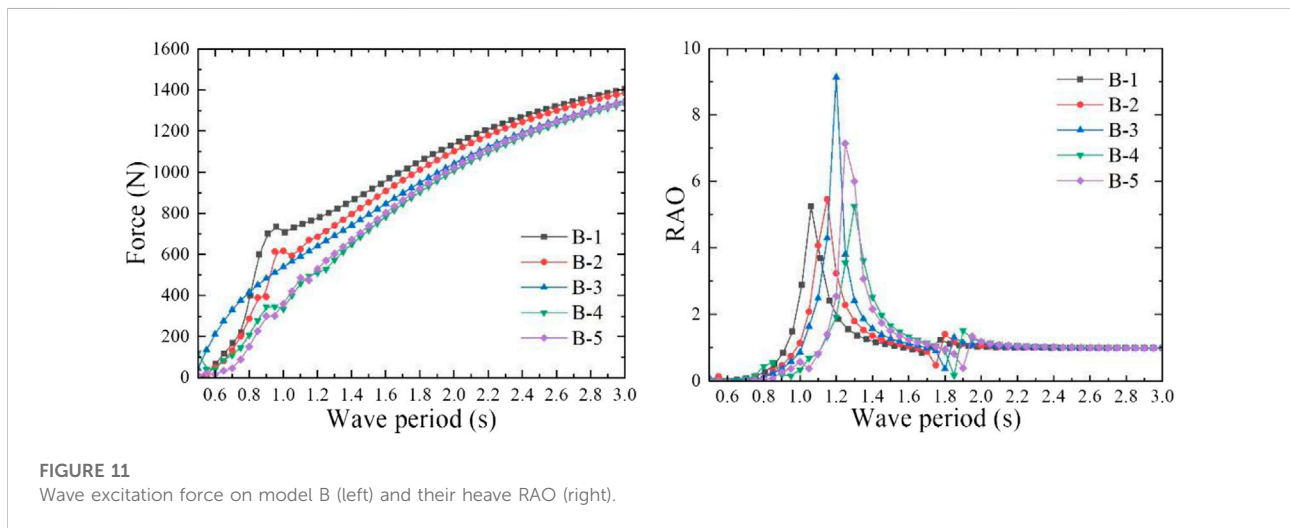 1600
1400
1200
1000
800
600
400
200
0
Force (N)
0.6 0.8 1.0 1.2 1.4 1.6 1.8 2.0 2.2 2.4 2.6 2.8 3.0
Wave period (s)
B-1
B-2
B-3
B-4
B-5
10
8
6
4
2
0
RAO
0.6 0.8 1.0 1.2 1.4 1.6 1.8 2.0 2.2 2.4 2.6 2.8 3.0
Wave period (s)
B-1
B-2
B-3
B-4
B-5
FIGURE 11
Wave excitation force on model B (left) and their heave RAO (right).